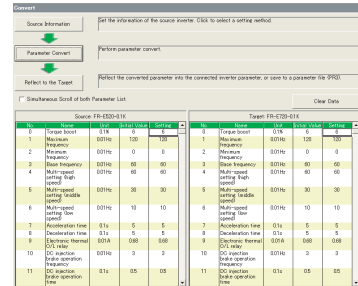 Convert
Source Information
Set the information of the source inverter. Click to select a setting method.
Parameter Convert
Perform parameter convert.
Reflect to the Target
Reflect the converted parameter into the connected inverter parameter, or save to a parameter file (PR3).
Simultaneous Scroll of both Parameter List
Clear Data
Source: FR-E520-0.1K
No. Name Unit Initial Value Setting
0 Torque boost 0.1% 6 6
1 Maximum frequency 0.01Hz 120 120
2 Minimum frequency 0.01Hz 0 0
3 Base frequency 0.01Hz 60 60
4 Multi-speed setting (high speed) 0.01Hz 60 60
5 Multi-speed setting (middle speed) 0.01Hz 30 30
6 Multi-speed setting (low speed) 0.01Hz 10 10
7 Acceleration time 0.1s 5 5
8 Deceleration time 0.1s 5 5
9 Electronic thermal O/L relay 0.01A 0.68 0.68
10 DC injection brake operation frequency 0.01Hz 3 3
11 DC injection brake operation time 0.1s 0.5 0.5
Target: FR-E720-0.1K
No. Name Unit Initial Value Setting
0 Torque boost 0.1% 6 6
1 Maximum frequency 0.01Hz 120 120
2 Minimum frequency 0.01Hz 0 0
3 Base frequency 0.01Hz 60 60
4 Multi-speed setting (high speed) 0.01Hz 60 60
5 Multi-speed setting (middle speed) 0.01Hz 30 30
6 Multi-speed setting (low speed) 0.01Hz 10 10
7 Acceleration time 0.1s 5 5
8 Deceleration time 0.1s 5 5
9 Electronic thermal O/L relay 0.01A 0.68 0.68
10 DC injection brake operation frequency 0.01Hz 3 3
11 DC injection brake operation time 0.1s 0.5 0.5